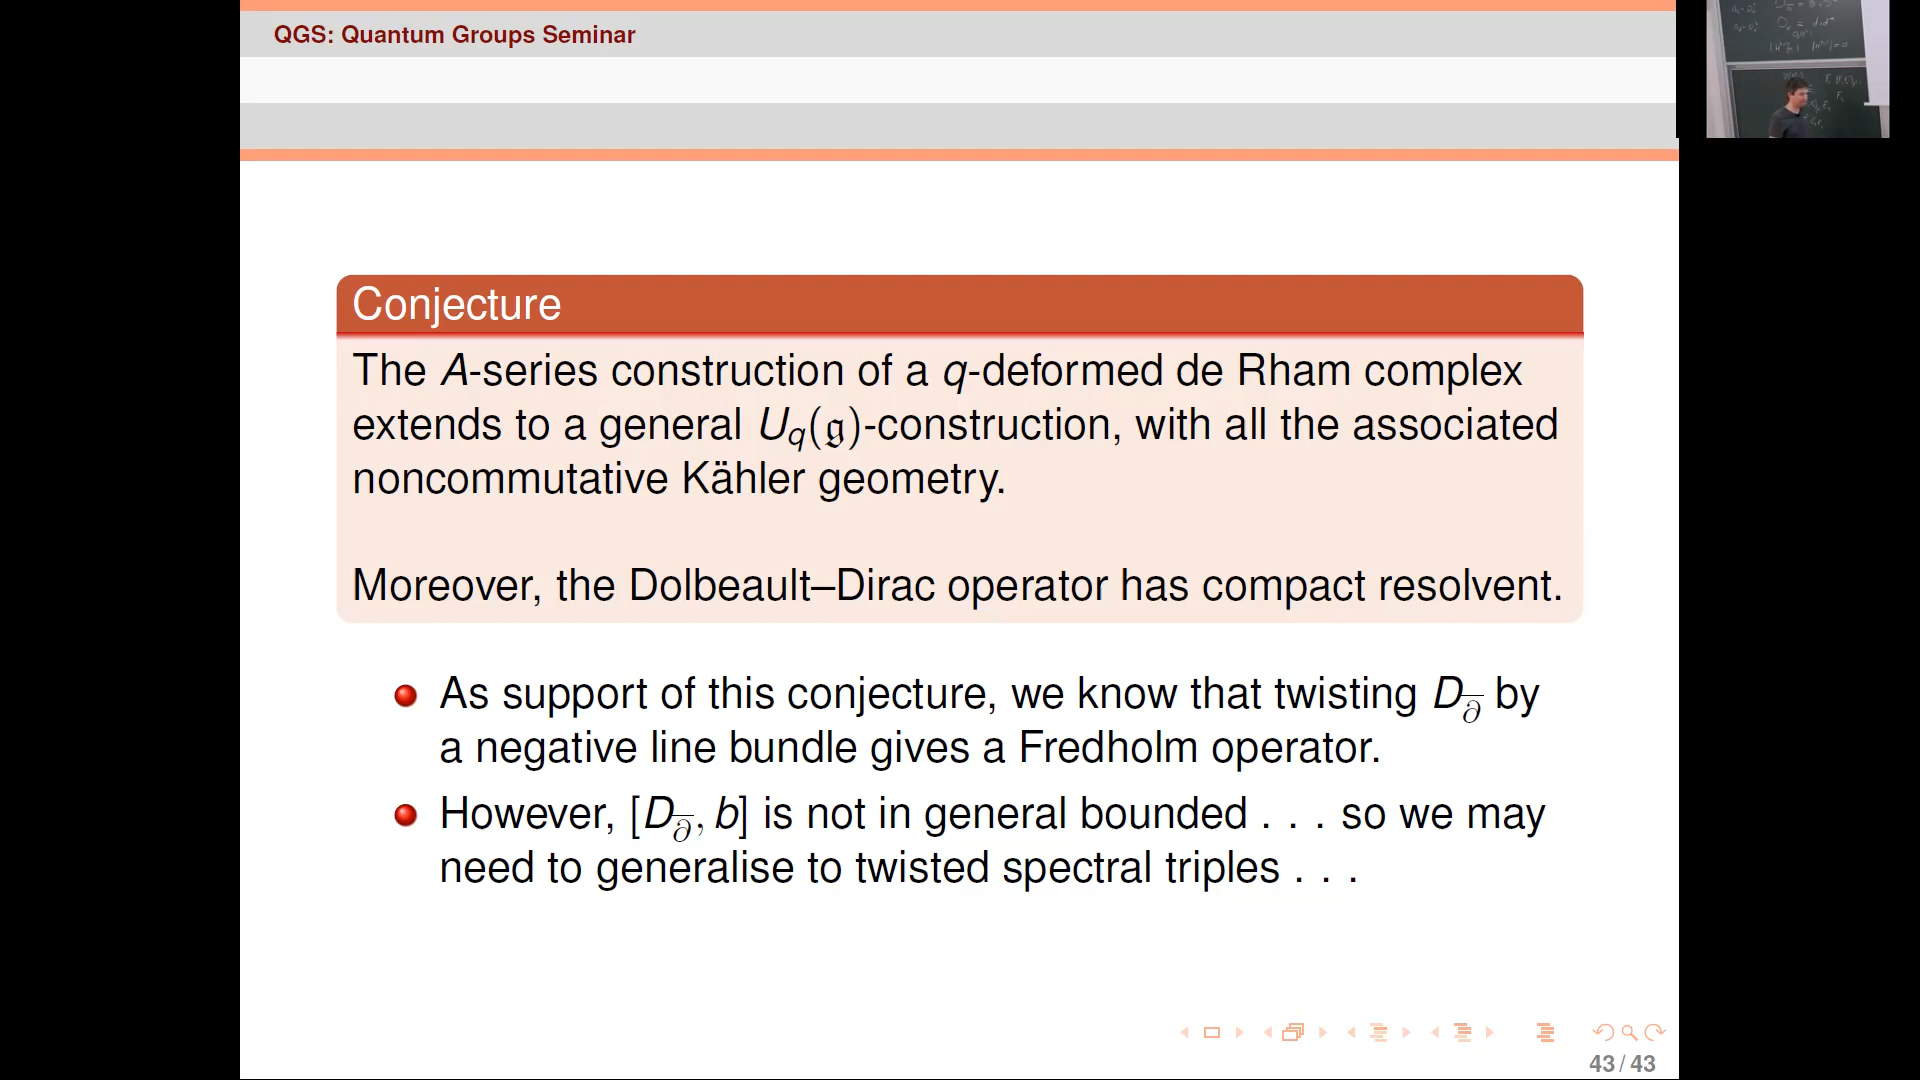 QGS: Quantum Groups Seminar
Conjecture
The A-series construction of a q-deformed de Rham complex
extends to a general U_q(𝔤)-construction, with all the associated
noncommutative Kähler geometry.
Moreover, the Dolbeault–Dirac operator has compact resolvent.
As support of this conjecture, we know that twisting D_∂̅ by
a negative line bundle gives a Fredholm operator.
However, [D_∂̅, b] is not in general bounded . . . so we may
need to generalise to twisted spectral triples . . .
43 / 43